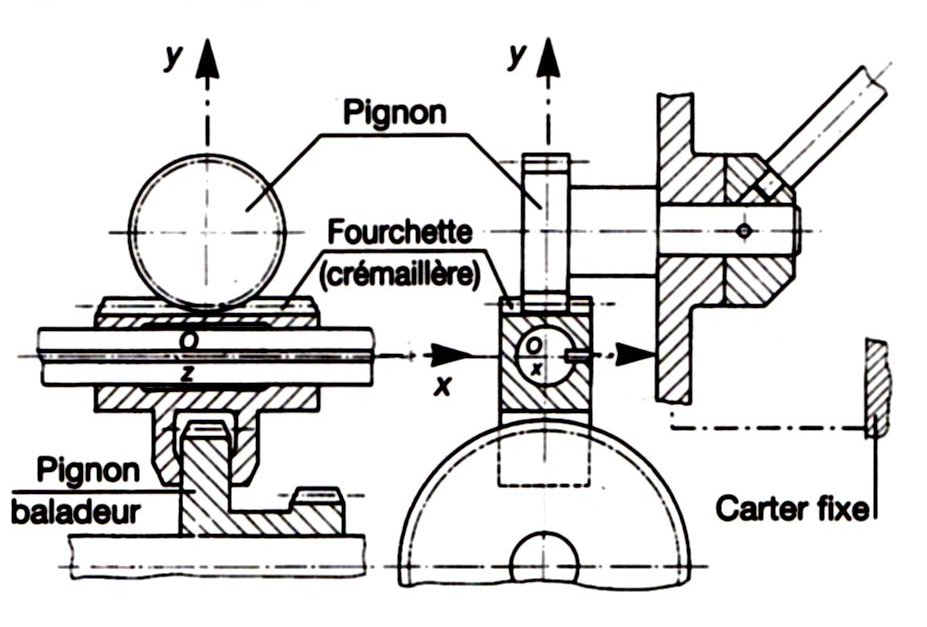 y
y
Pignon
Fourchette
(crémaillère)
O
z
x
O
x
Pignon
baladeur
Carter fixe